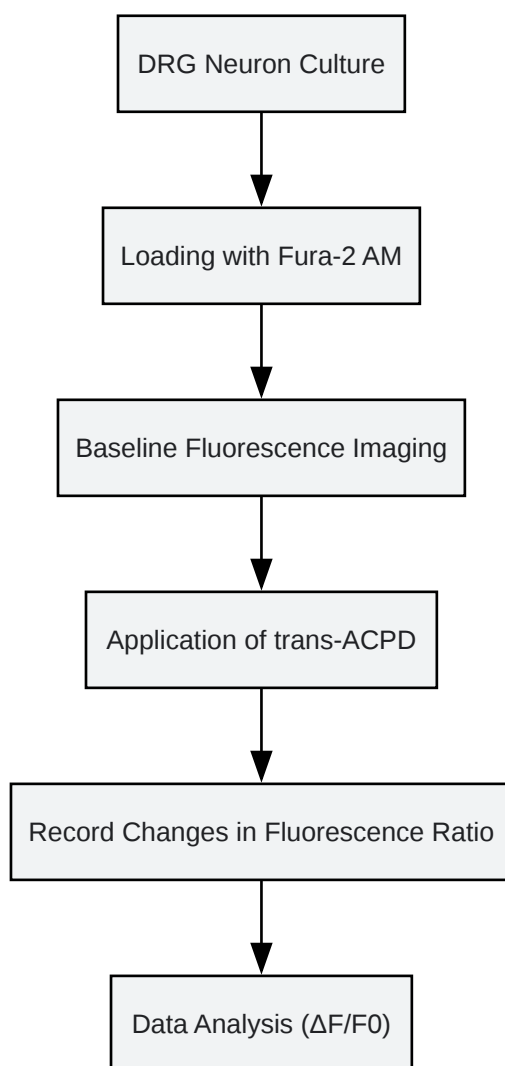 DRG Neuron Culture
Loading with Fura-2 AM
Baseline Fluorescence Imaging
Application of trans-ACPD
Record Changes in Fluorescence Ratio
Data Analysis (ΔF/F0)